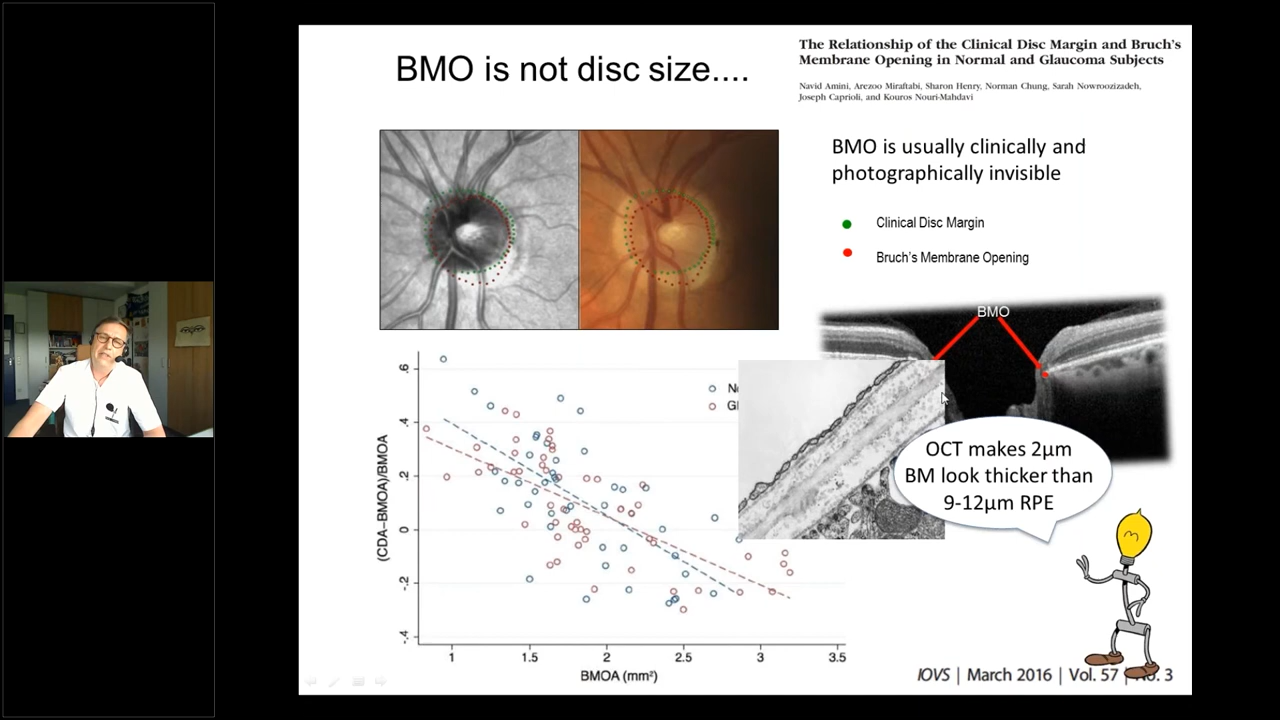 BMO is not disc size....
The Relationship of the Clinical Disc Margin and Bruch's
Membrane Opening in Normal and Glaucoma Subjects
Navid Amini, Arezoo Miraftabi, Sharon Henry, Norman Chung, Sarah Nowroozizadeh,
Joseph Caprioli, and Kouros Nouri-Mahdavi
BMO is usually clinically and
photographically invisible
Clinical Disc Margin
Bruch's Membrane Opening
BMO
OCT makes 2µm
BM look thicker than
9-12µm RPE
(CDA−BMOA)/BMOA
.6
.4
.2
0
-.2
-.4
1 1.5 2 2.5 3 3.5
BMOA (mm²)
IOVS | March 2016 | Vol. 57 | No. 3